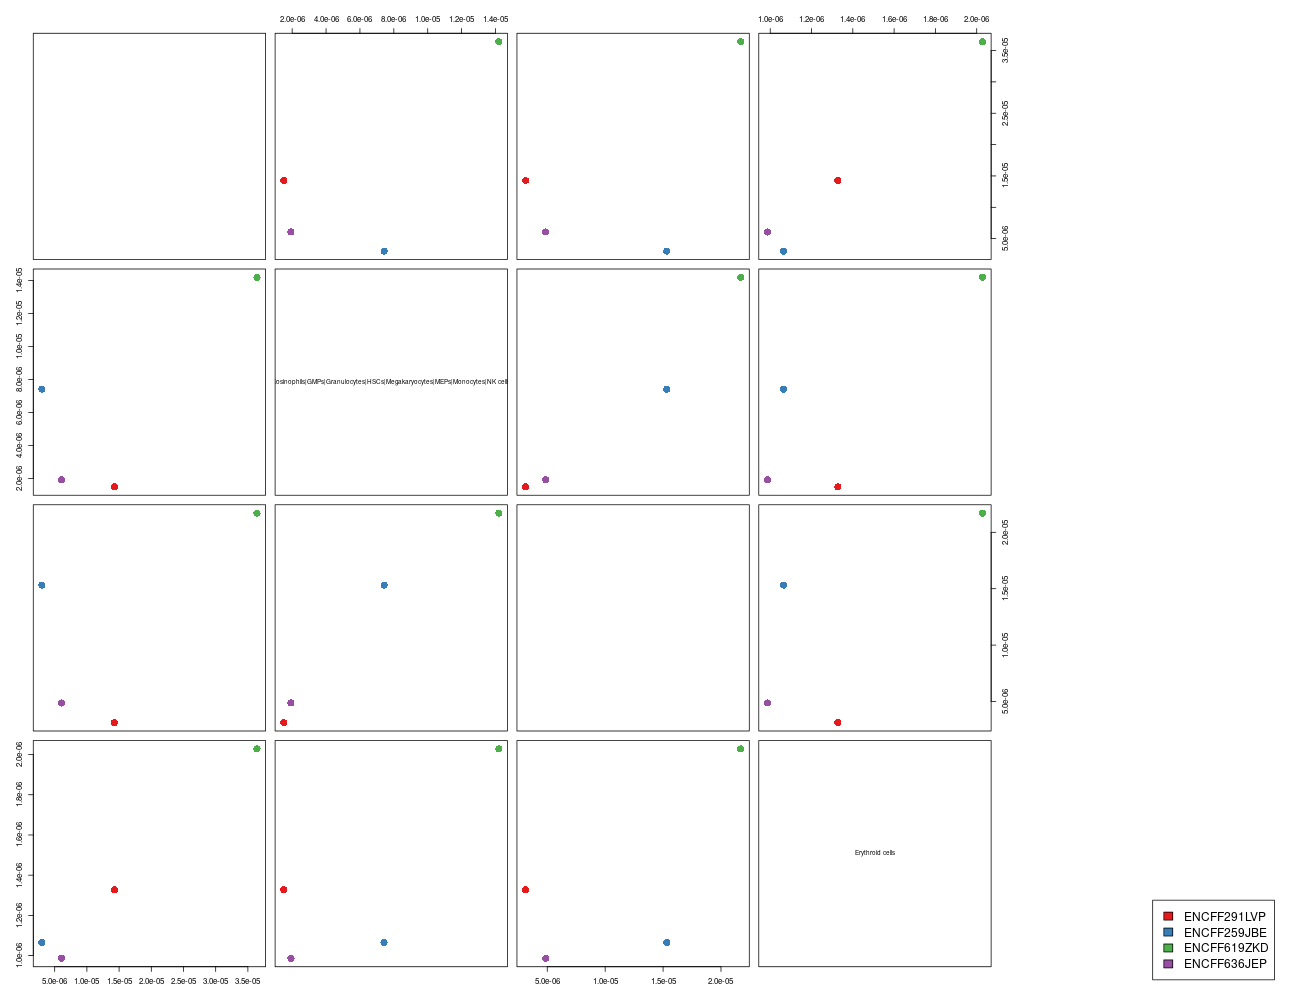 2.0e-06 4.0e-06 6.0e-06 8.0e-06 1.0e-05 1.2e-05 1.4e-05
1.0e-06 1.2e-06 1.4e-06 1.6e-06 1.8e-06 2.0e-06
3.5e-05
2.5e-05
1.5e-05
5.0e-06
1.4e-05
1.2e-05
1.0e-05
8.0e-06
6.0e-06
4.0e-06
2.0e-06
osinophils|GMPs|Granulocytes|HSCs|Megakaryocytes|MEPs|Monocytes|NK cell
2.0e-05
1.5e-05
1.0e-05
5.0e-06
2.0e-06
1.8e-06
1.6e-06
1.4e-06
1.2e-06
1.0e-06
Erythroid cells
5.0e-06 1.0e-05 1.5e-05 2.0e-05 2.5e-05 3.0e-05 3.5e-05
5.0e-06 1.0e-05 1.5e-05 2.0e-05
ENCFF291LVP
ENCFF259JBE
ENCFF619ZKD
ENCFF636JEP